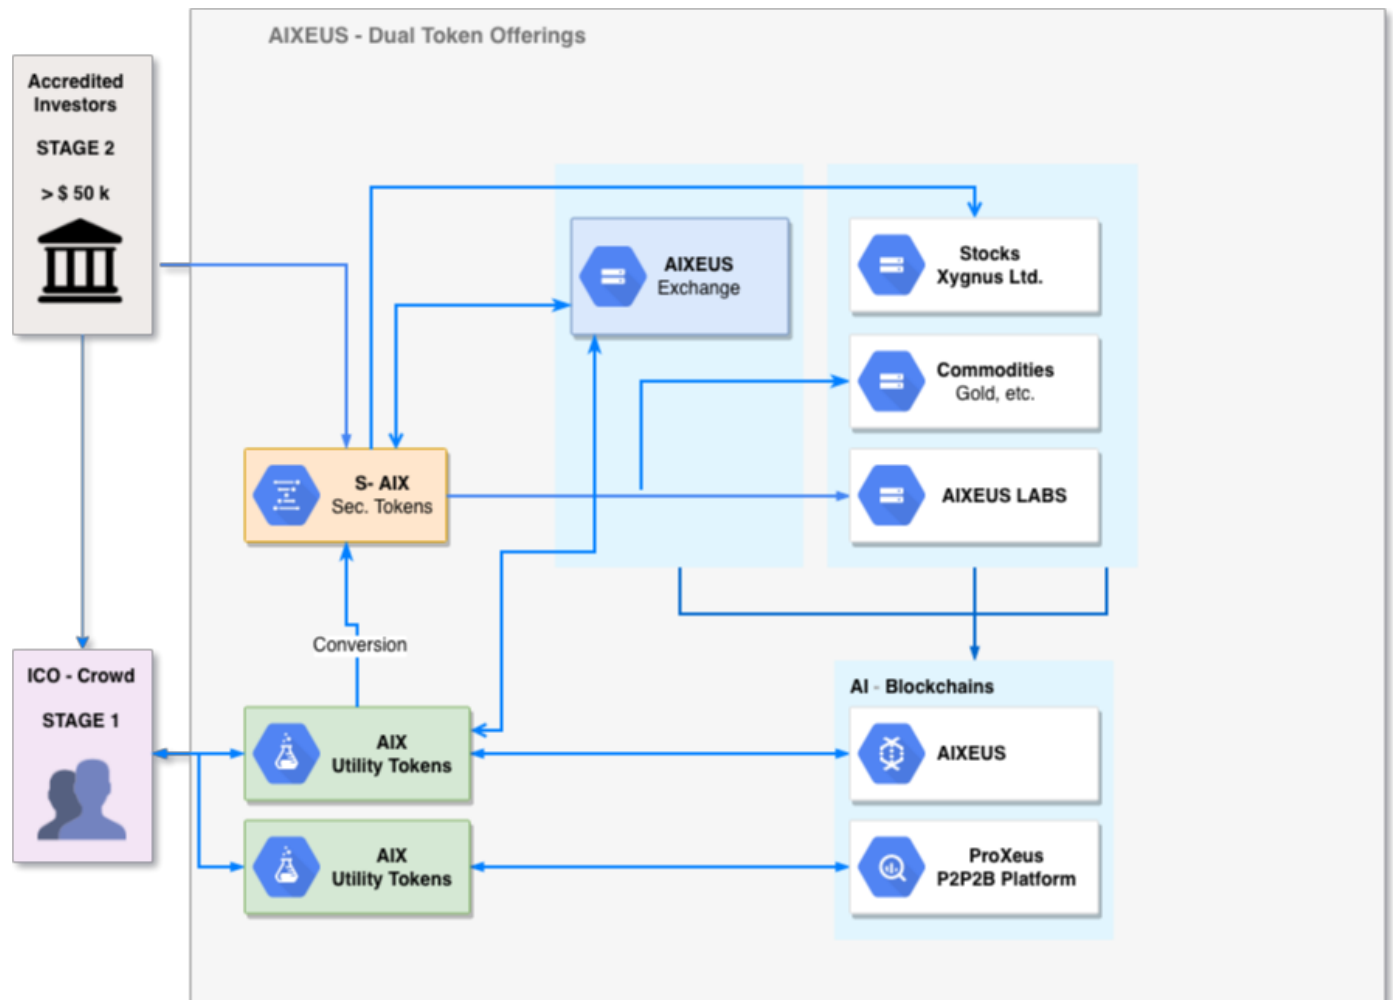 AIXEUS - Dual Token Offerings
Accredited
Investors
STAGE 2
> $ 50 k
AIXEUS
Exchange
Stocks
Xygnus Ltd.
Commodities
Gold, etc.
S- AIX
Sec. Tokens
AIXEUS LABS
Conversion
ICO - Crowd
STAGE 1
AI - Blockchains
AIX
Utility Tokens
AIXEUS
AIX
Utility Tokens
ProXeus
P2P2B Platform